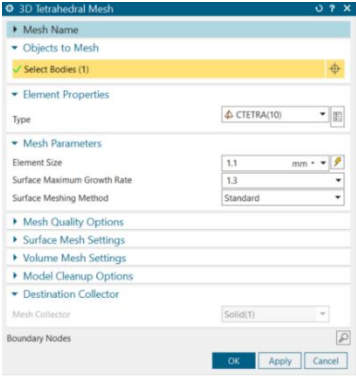 3D Tetrahedral Mesh
Mesh Name
Objects to Mesh
Select Bodies (1)
Element Properties
Type CTETRA(10)
Mesh Parameters
Element Size 1.1 mm
Surface Maximum Growth Rate 1.3
Surface Meshing Method Standard
Mesh Quality Options
Surface Mesh Settings
Volume Mesh Settings
Model Cleanup Options
Destination Collector
Mesh Collector Solid(1)
Boundary Nodes
OK Apply Cancel